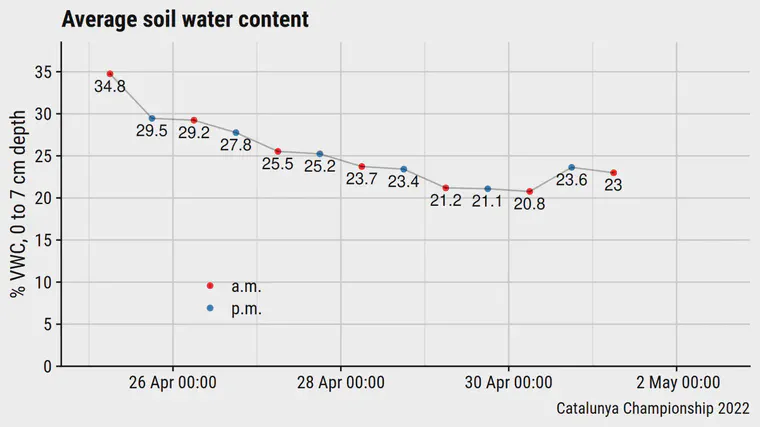 Average soil water content
% VWC, 0 to 7 cm depth
35
30
25
20
15
10
5
0
34.8
29.5
29.2
27.8
25.5
25.2
23.7
23.4
21.2
21.1
20.8
23.6
23
a.m.
p.m.
26 Apr 00:00
28 Apr 00:00
30 Apr 00:00
2 May 00:00
Catalunya Championship 2022